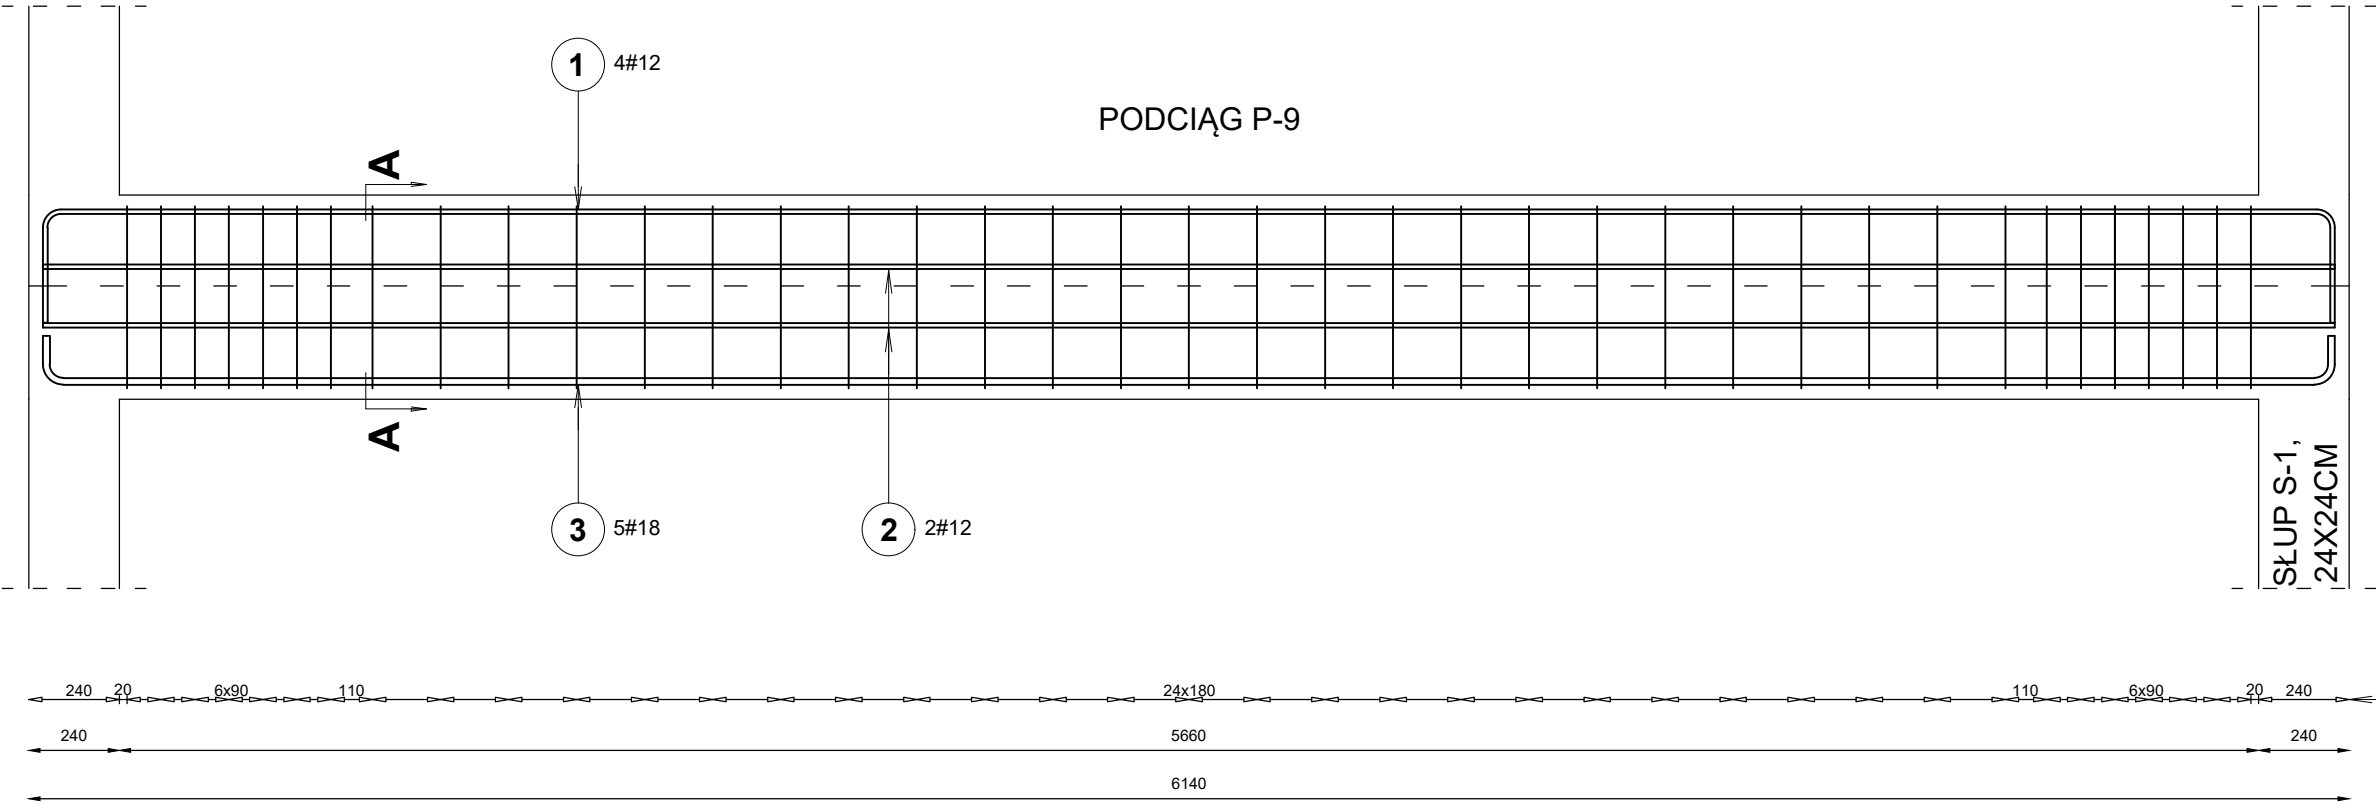 1 4#12
PODCIĄG P-9
A
A
3 5#18
2 2#12
SŁUP S-1,
24X24CM
240 20 6x90 110 24x180 110 6x90 20 240
240 5660 240
6140